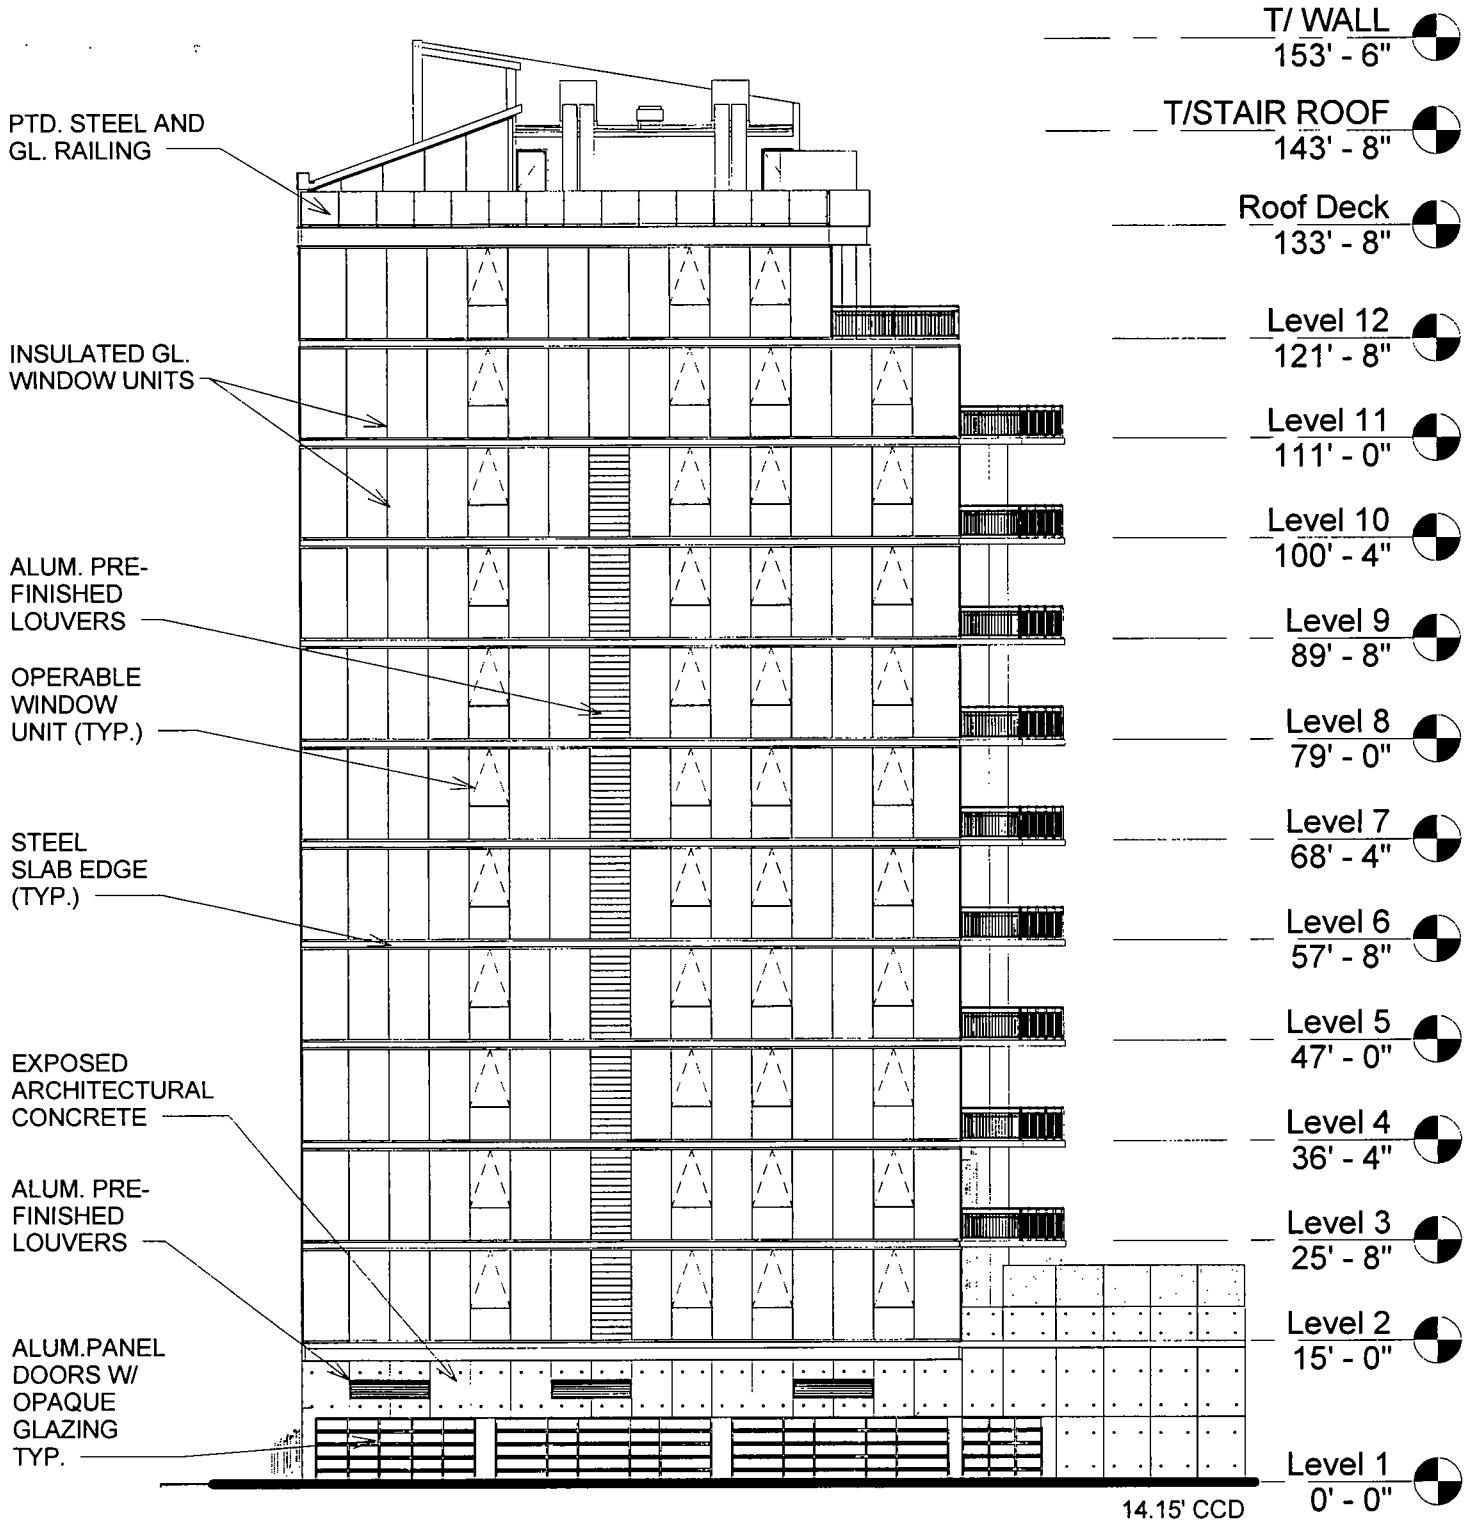 T/ WALL
153' - 6"
PTD. STEEL AND
GL. RAILING
T/STAIR ROOF
143' - 8"
Roof Deck
133' - 8"
INSULATED GL.
WINDOW UNITS
Level 12
121' - 8"
Level 11
111' - 0"
Level 10
100' - 4"
ALUM. PRE-
FINISHED
LOUVERS
Level 9
89' - 8"
OPERABLE
WINDOW
UNIT (TYP.)
Level 8
79' - 0"
STEEL
SLAB EDGE
(TYP.)
Level 7
68' - 4"
Level 6
57' - 8"
Level 5
47' - 0"
EXPOSED
ARCHITECTURAL
CONCRETE
Level 4
36' - 4"
ALUM. PRE-
FINISHED
LOUVERS
Level 3
25' - 8"
ALUM.PANEL
DOORS W/
OPAQUE
GLAZING
TYP.
Level 2
15' - 0"
Level 1
0' - 0"
14.15' CCD